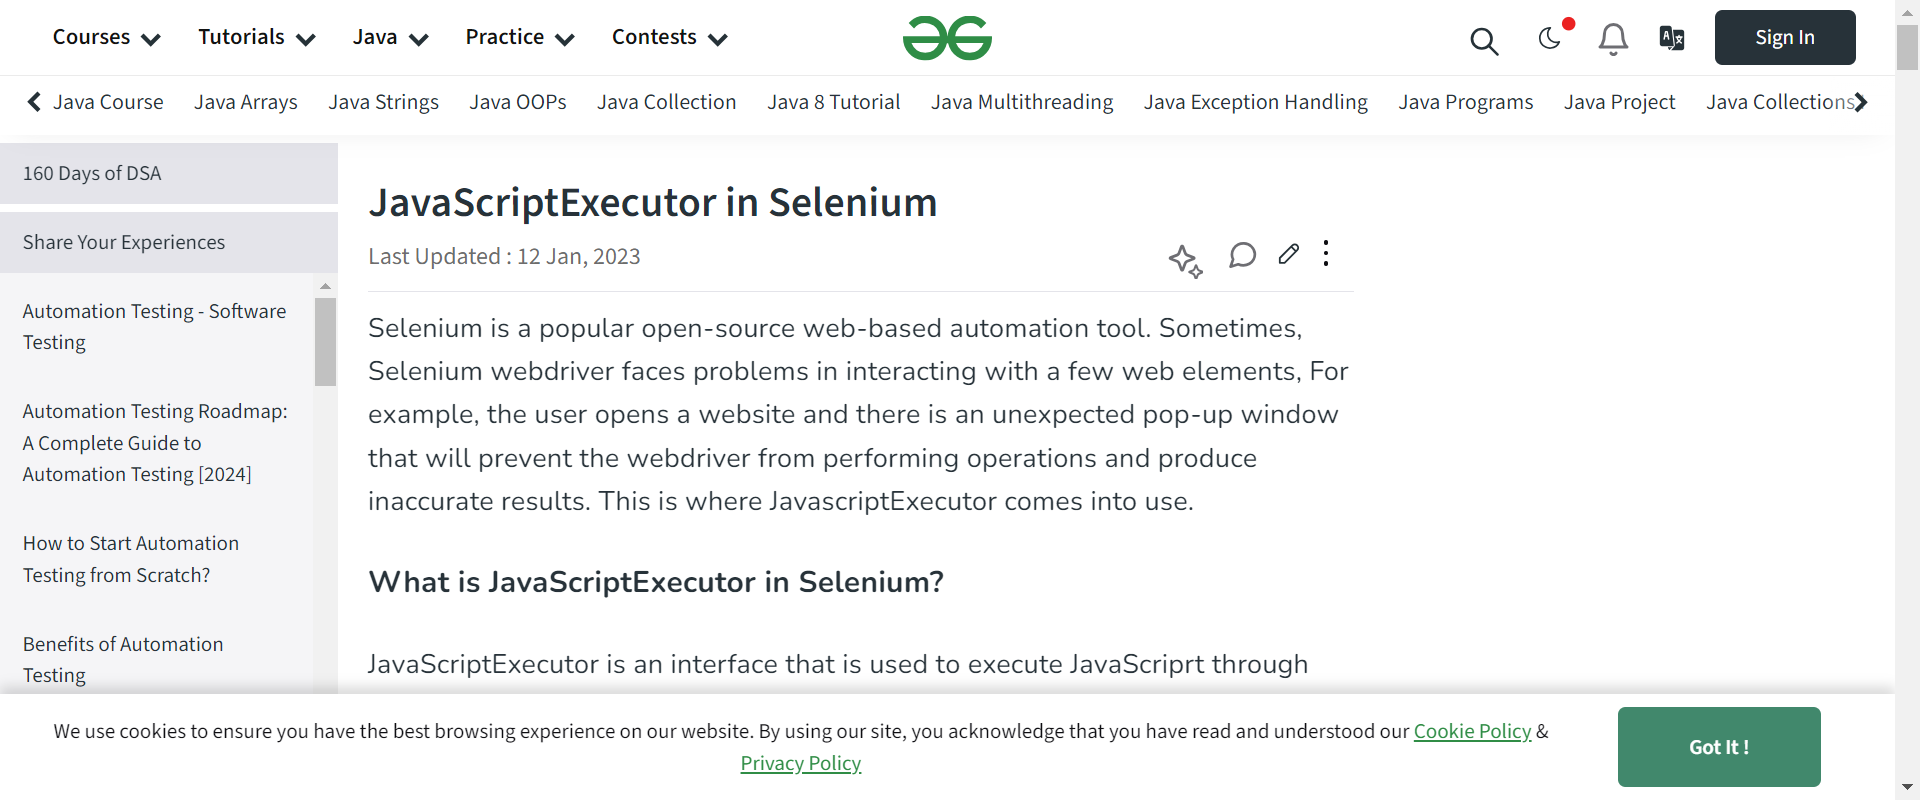 Courses Tutorials Java Practice Contests Sign In
Java Course Java Arrays Java Strings Java OOPs Java Collection Java 8 Tutorial Java Multithreading Java Exception Handling Java Programs Java Project Java Collections
160 Days of DSA
Share Your Experiences
Automation Testing - Software
Testing
Automation Testing Roadmap:
A Complete Guide to
Automation Testing [2024]
How to Start Automation
Testing from Scratch?
Benefits of Automation
Testing
JavaScriptExecutor in Selenium
Last Updated : 12 Jan, 2023
Selenium is a popular open-source web-based automation tool. Sometimes,
Selenium webdriver faces problems in interacting with a few web elements, For
example, the user opens a website and there is an unexpected pop-up window
that will prevent the webdriver from performing operations and produce
inaccurate results. This is where JavascriptExecutor comes into use.
What is JavaScriptExecutor in Selenium?
JavaScriptExecutor is an interface that is used to execute JavaScriprt through
We use cookies to ensure you have the best browsing experience on our website. By using our site, you acknowledge that you have read and understood our Cookie Policy &
Privacy Policy
Got It !